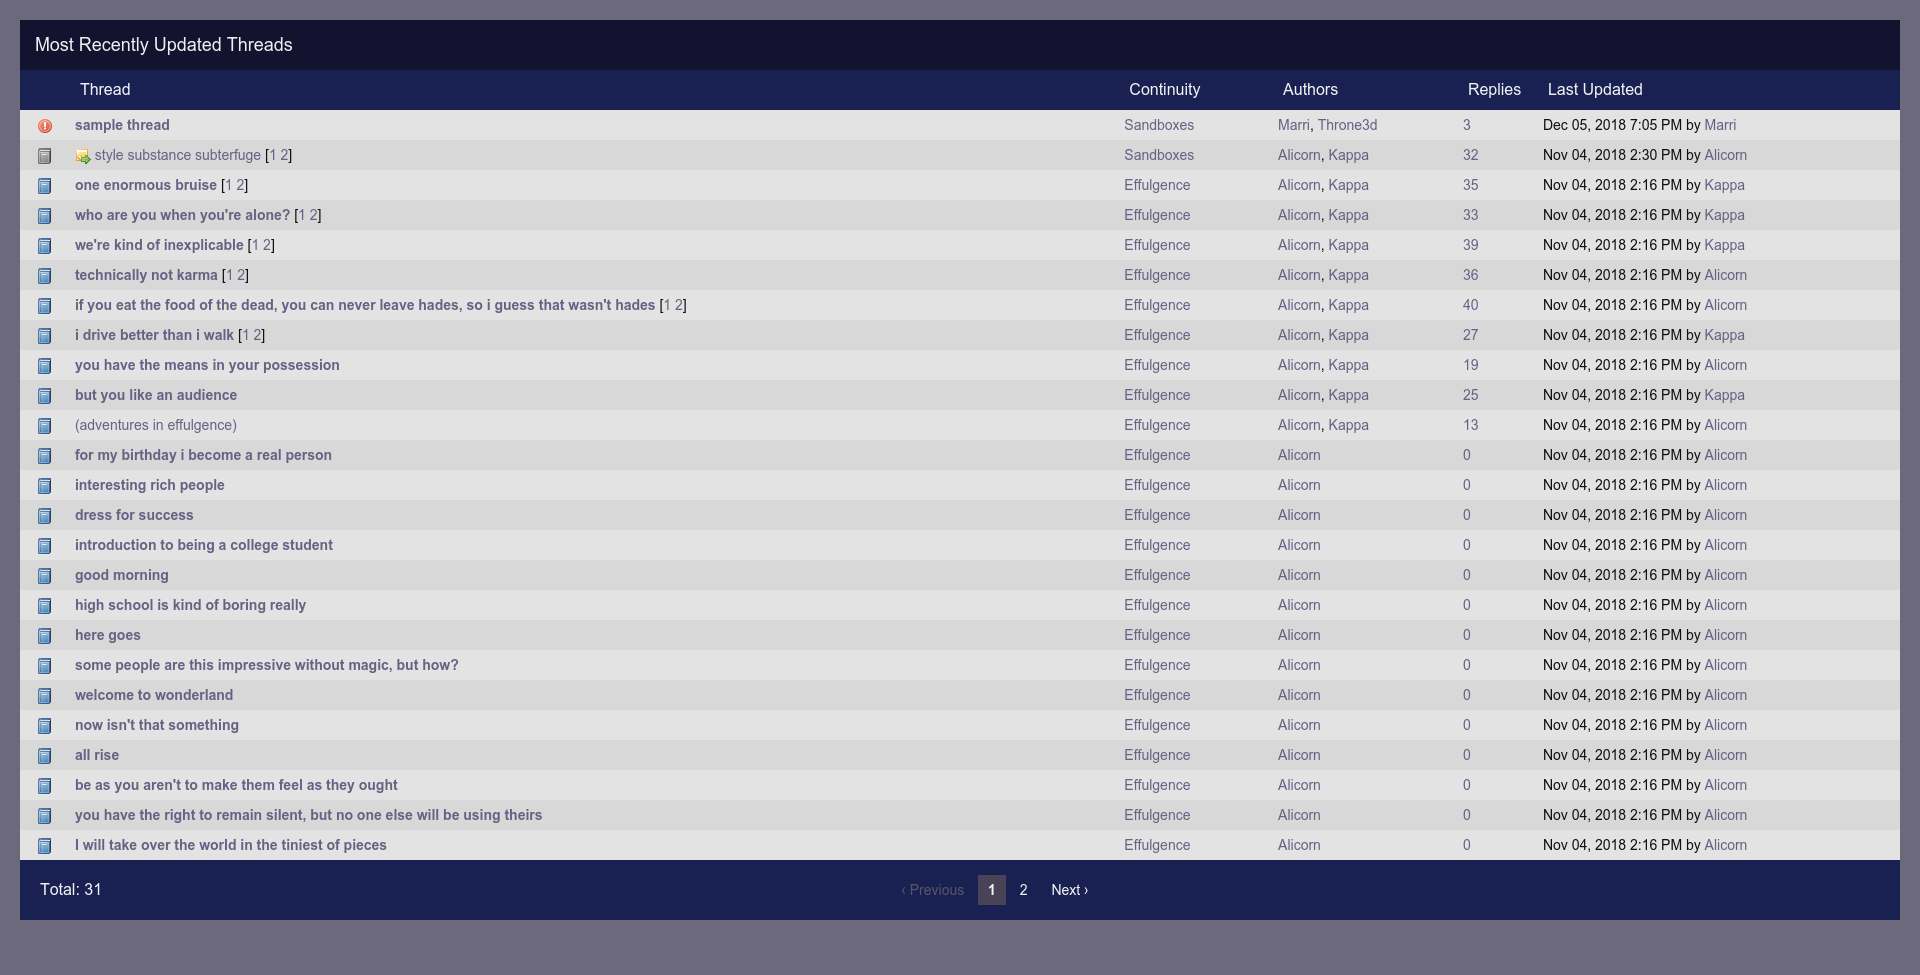 Most Recently Updated Threads
Thread Continuity Authors Replies Last Updated
sample thread Sandboxes Marri, Throne3d 3 Dec 05, 2018 7:05 PM by Marri
style substance subterfuge [1 2] Sandboxes Alicorn, Kappa 32 Nov 04, 2018 2:30 PM by Alicorn
one enormous bruise [1 2] Effulgence Alicorn, Kappa 35 Nov 04, 2018 2:16 PM by Kappa
who are you when you're alone? [1 2] Effulgence Alicorn, Kappa 33 Nov 04, 2018 2:16 PM by Kappa
we're kind of inexplicable [1 2] Effulgence Alicorn, Kappa 39 Nov 04, 2018 2:16 PM by Kappa
technically not karma [1 2] Effulgence Alicorn, Kappa 36 Nov 04, 2018 2:16 PM by Alicorn
if you eat the food of the dead, you can never leave hades, so i guess that wasn't hades [1 2] Effulgence Alicorn, Kappa 40 Nov 04, 2018 2:16 PM by Alicorn
i drive better than i walk [1 2] Effulgence Alicorn, Kappa 27 Nov 04, 2018 2:16 PM by Kappa
you have the means in your possession Effulgence Alicorn, Kappa 19 Nov 04, 2018 2:16 PM by Alicorn
but you like an audience Effulgence Alicorn, Kappa 25 Nov 04, 2018 2:16 PM by Kappa
(adventures in effulgence) Effulgence Alicorn, Kappa 13 Nov 04, 2018 2:16 PM by Alicorn
for my birthday i become a real person Effulgence Alicorn 0 Nov 04, 2018 2:16 PM by Alicorn
interesting rich people Effulgence Alicorn 0 Nov 04, 2018 2:16 PM by Alicorn
dress for success Effulgence Alicorn 0 Nov 04, 2018 2:16 PM by Alicorn
introduction to being a college student Effulgence Alicorn 0 Nov 04, 2018 2:16 PM by Alicorn
good morning Effulgence Alicorn 0 Nov 04, 2018 2:16 PM by Alicorn
high school is kind of boring really Effulgence Alicorn 0 Nov 04, 2018 2:16 PM by Alicorn
here goes Effulgence Alicorn 0 Nov 04, 2018 2:16 PM by Alicorn
some people are this impressive without magic, but how? Effulgence Alicorn 0 Nov 04, 2018 2:16 PM by Alicorn
welcome to wonderland Effulgence Alicorn 0 Nov 04, 2018 2:16 PM by Alicorn
now isn't that something Effulgence Alicorn 0 Nov 04, 2018 2:16 PM by Alicorn
all rise Effulgence Alicorn 0 Nov 04, 2018 2:16 PM by Alicorn
be as you aren't to make them feel as they ought Effulgence Alicorn 0 Nov 04, 2018 2:16 PM by Alicorn
you have the right to remain silent, but no one else will be using theirs Effulgence Alicorn 0 Nov 04, 2018 2:16 PM by Alicorn
I will take over the world in the tiniest of pieces Effulgence Alicorn 0 Nov 04, 2018 2:16 PM by Alicorn
Total: 31 ‹ Previous 1 2 Next ›